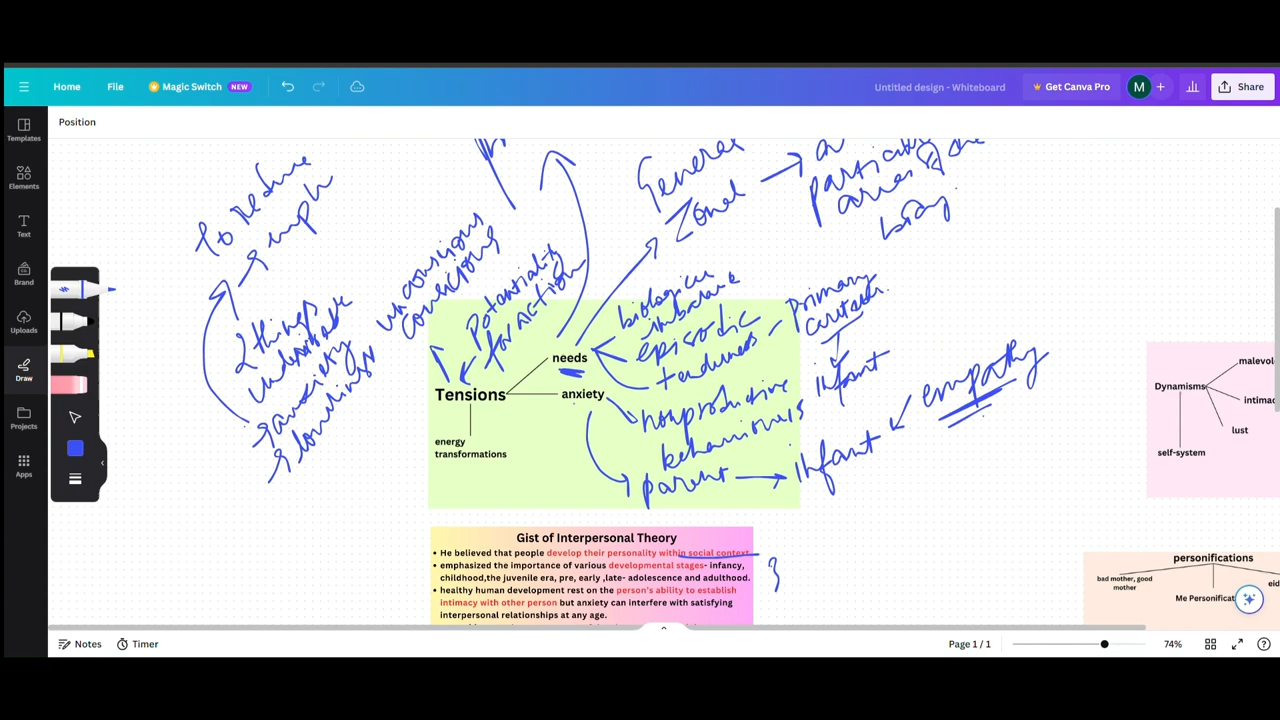 Home File Magic Switch NEW Untitled design - Whiteboard Get Canva Pro M + Share
Position
Templates
Elements
Text
Brand
Uploads
Draw
Projects
Apps
to reduce
2 things
undesirable
anxiety
& loneliness
unconscious
conscious
Potentiality
for action
General
Zonal
particular
area of the
body
biological
imbalance
episodic
tenderness - primary
infant
nonproductive
behaviours
parent → infant
empathy
Tensions
needs
anxiety
energy
transformations
Dynamisms
malevol
intimac
lust
self-system
Gist of Interpersonal Theory
• He believed that people develop their personality within social context
• emphasized the importance of various developmental stages- infancy,
childhood,the juvenile era, pre, early ,late- adolescence and adulthood.
• healthy human development rest on the person's ability to establish
intimacy with other person but anxiety can interfere with satisfying
interpersonal relationships at any age.
personifications
bad mother, good
mother
Me Personificat
eid
Notes Timer Page 1 / 1 74%